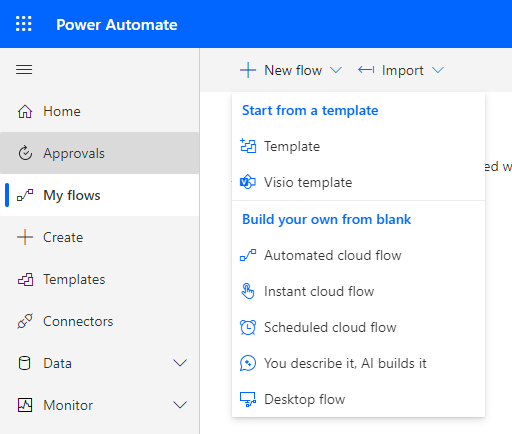 Power Automate
New flow
Import
Home
Approvals
My flows
Create
Templates
Connectors
Data
Monitor
Start from a template
Template
Visio template
Build your own from blank
Automated cloud flow
Instant cloud flow
Scheduled cloud flow
You describe it, AI builds it
Desktop flow